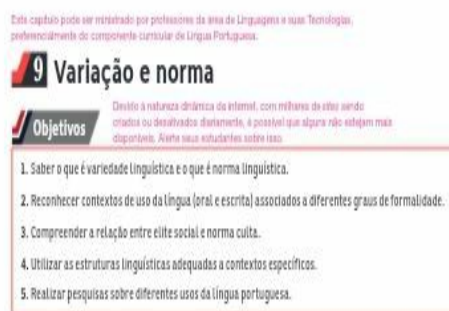 Este capítulo pode ser ministrado por professores da área de Linguagens e suas Tecnologias,
preferencialmente do componente curricular de Língua Portuguesa.
9 Variação e norma
Devido à natureza dinâmica da internet, com milhares de sites sendo
criados ou desativados diariamente, é possível que alguns não estejam mais
disponíveis. Alerte seus estudantes sobre isso.
Objetivos
1. Saber o que é variedade linguística e o que é norma linguística.
2. Reconhecer contextos de uso da língua (oral e escrita) associados a diferentes graus de formalidade.
3. Compreender a relação entre elite social e norma culta.
4. Utilizar as estruturas linguísticas adequadas a contextos específicos.
5. Realizar pesquisas sobre diferentes usos da língua portuguesa.